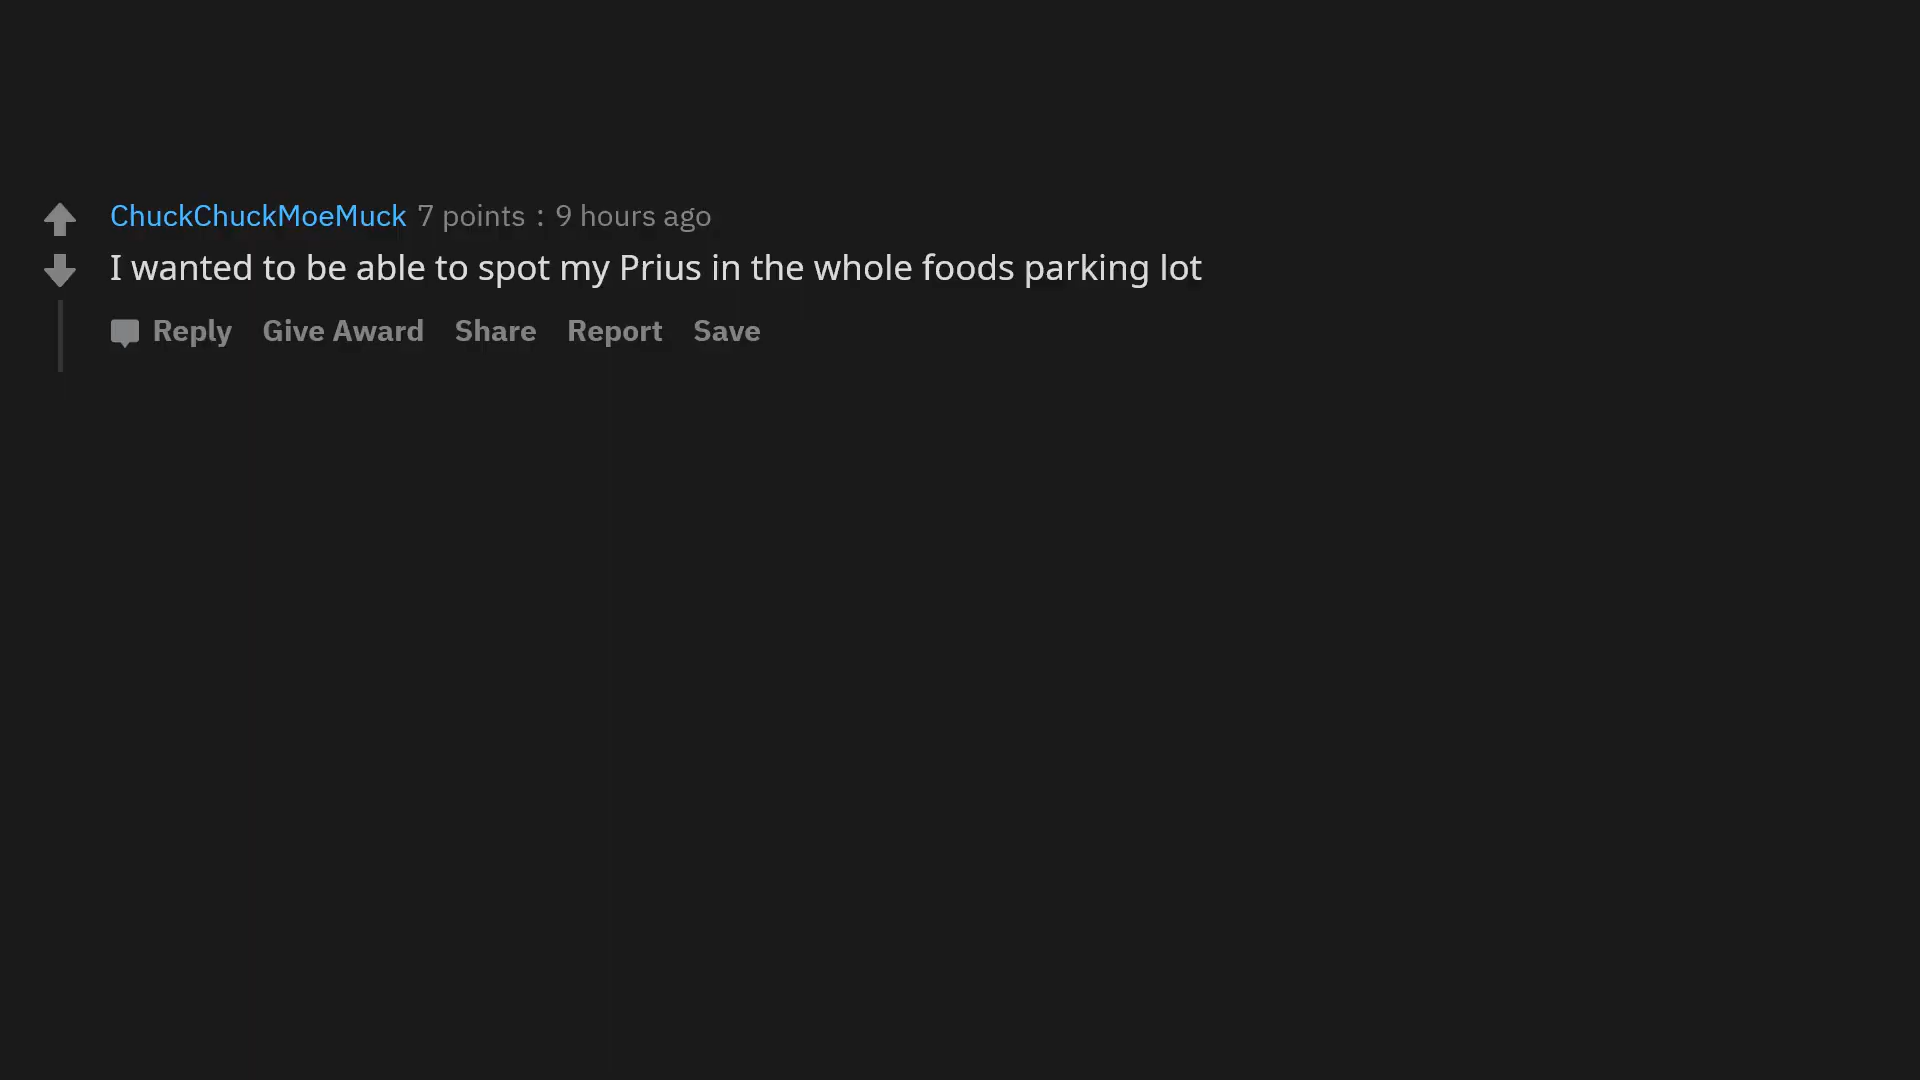 ChuckChuckMoeMuck 7 points : 9 hours ago
I wanted to be able to spot my Prius in the whole foods parking lot
Reply Give Award Share Report Save